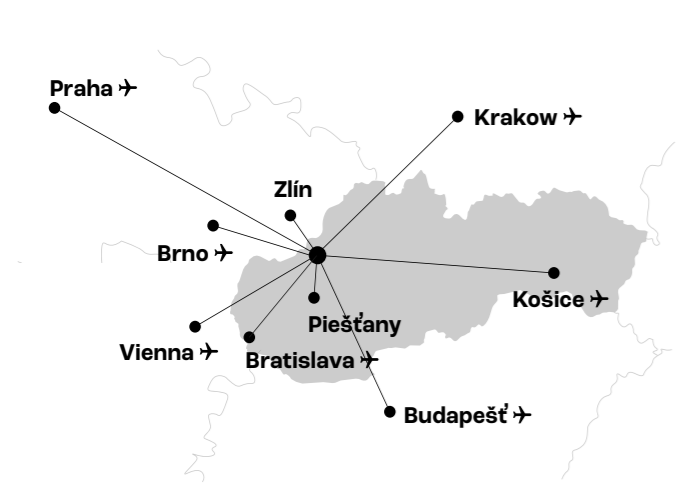 Praha
Krakow
Zlín
Brno
Košice
Piešťany
Vienna
Bratislava
Budapešť